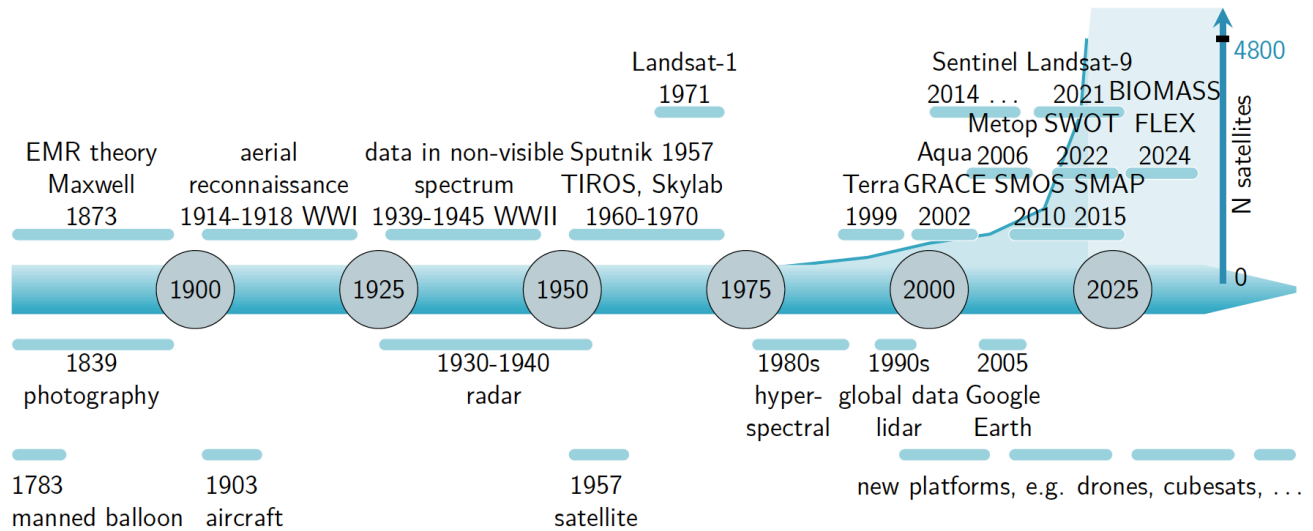 Landsat-1
1971
Sentinel
2014 ...
Landsat-9
2021
BIOMASS
4800
EMR theory
Maxwell
1873
aerial
reconnaissance
1914-1918 WWI
data in non-visible
spectrum
1939-1945 WWII
Sputnik 1957
TIROS, Skylab
1960-1970
Terra
1999
Aqua
GRACE
2002
Metop
2006
SMOS
2010
SWOT
2022
SMAP
2015
FLEX
2024
N satellites
0
1900
1925
1950
1975
2000
2025
1839
photography
1930-1940
radar
1980s
hyper-
spectral
1990s
global data
lidar
2005
Google
Earth
1783
manned balloon
1903
aircraft
1957
satellite
new platforms, e.g. drones, cubesats, ...